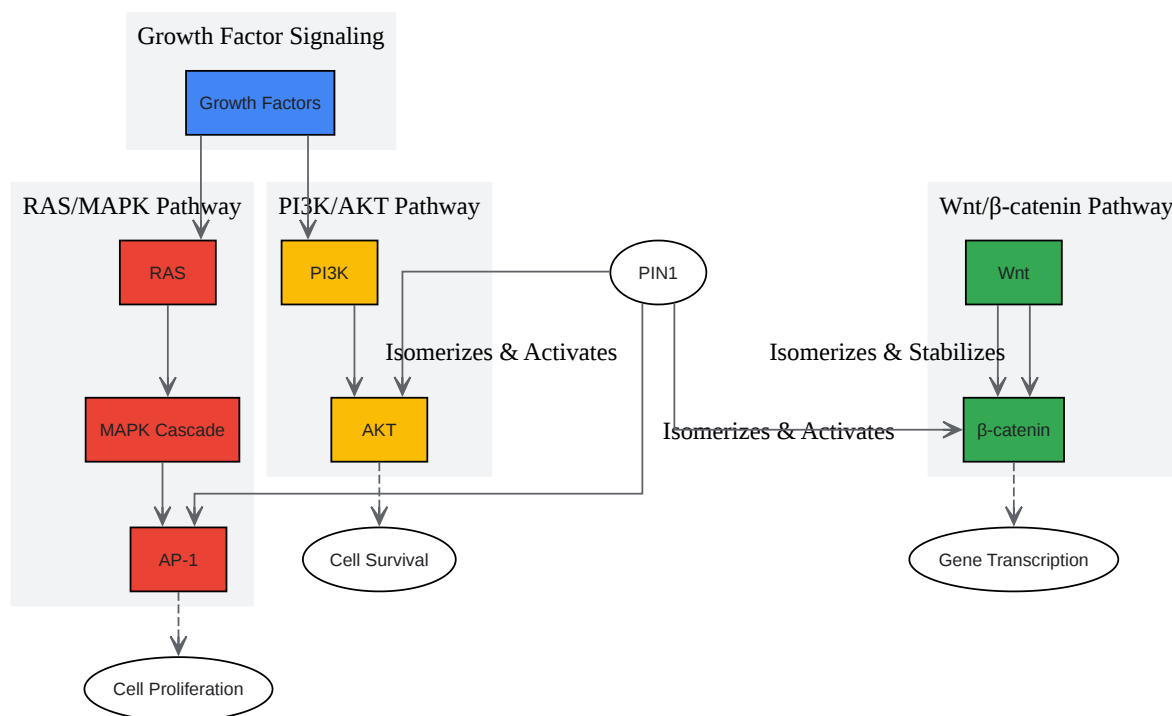 Growth Factor Signaling
Growth Factors
RAS/MAPK Pathway
PI3K/AKT Pathway
Wnt/β-catenin Pathway
RAS
PI3K
PIN1
Wnt
Isomerizes & Activates
Isomerizes & Stabilizes
MAPK Cascade
AKT
Isomerizes & Activates
β-catenin
AP-1
Cell Survival
Gene Transcription
Cell Proliferation